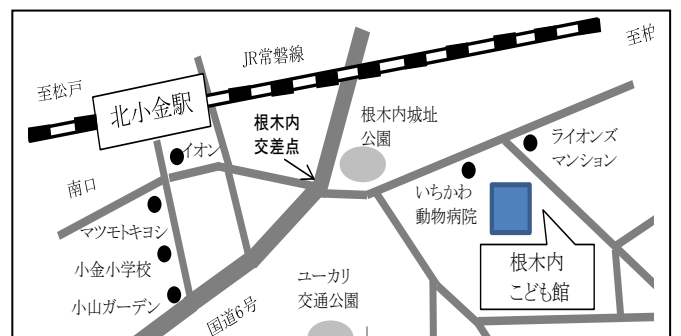 JR常磐線
至柏
至松戸
北小金駅
根木内
交差点
根木内城址
公園
イオン
ライオンズ
マンション
南口
いちかわ
動物病院
マツモトキヨシ
小金小学校
根木内
こども館
ユーカリ
交通公園
小山ガーデン
国道6号